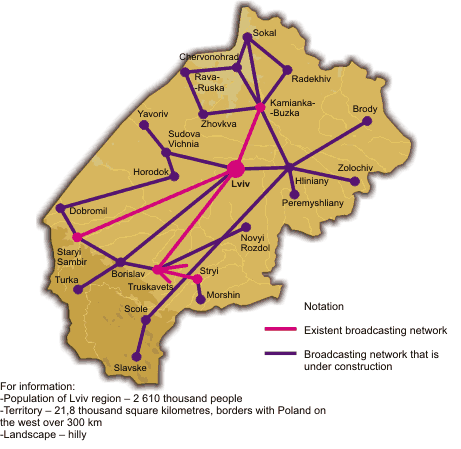 Sokal
Chervonohrad
Rava-
-Ruska
Radekhiv
Kamianka-
-Buzka
Zhovkva
Brody
Yavoriv
Sudova
Vichnia
Horodok
Lviv
Hliniany
Zolochiv
Peremyshliany
Dobromil
Staryi
Sambir
Novyi
Rozdol
Borislav
Truskavets
Stryi
Turka
Morshin
Scole
Slavske
Notation
Existent broadcasting network
Broadcasting network that is
under construction
For information:
-Population of Lviv region – 2 610 thousand people
-Territory – 21,8 thousand square kilometres, borders with Poland on
the west over 300 km
-Landscape – hilly